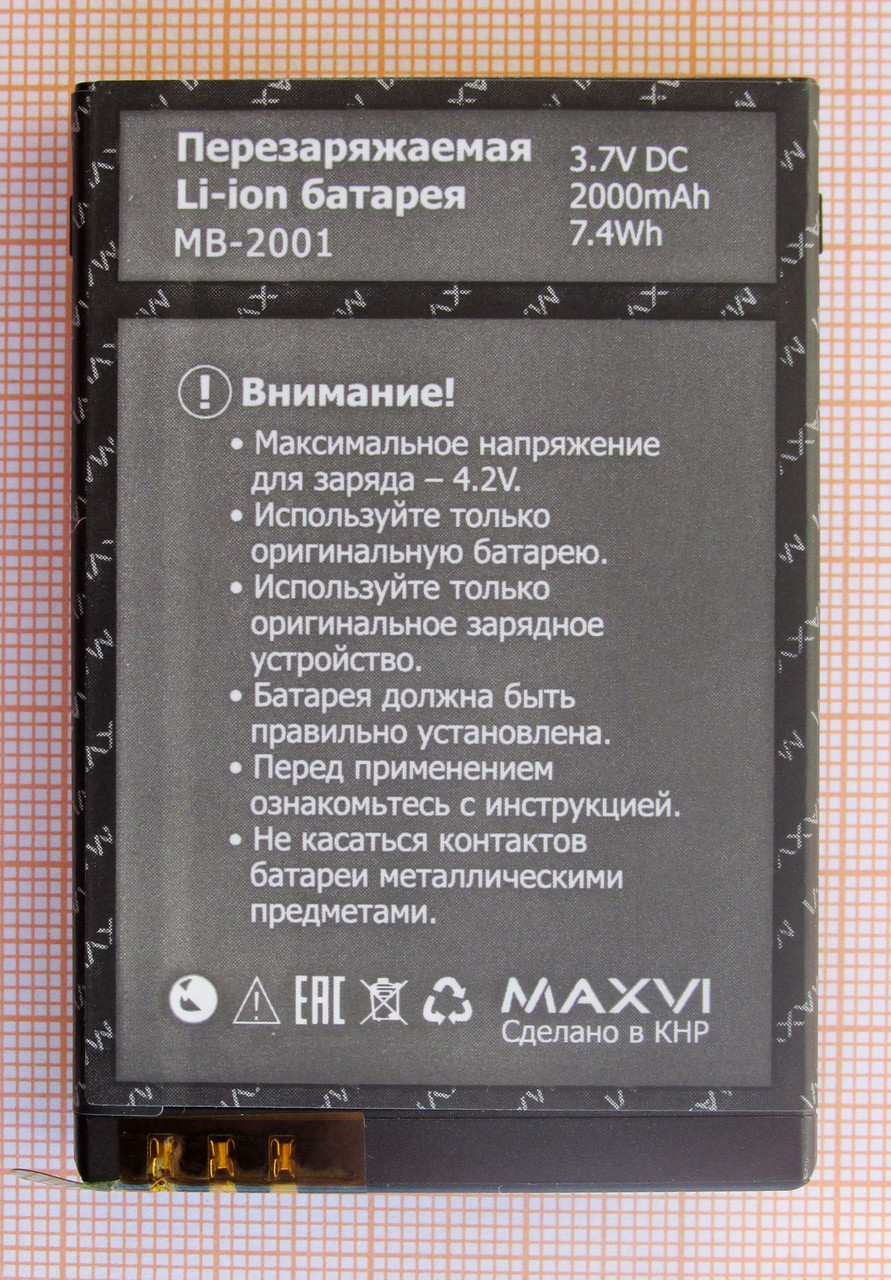 Перезаряжаемая
Li-ion батарея
MB-2001
3.7V DC
2000mAh
7.4Wh
! Внимание!
• Максимальное напряжение
для заряда – 4.2V.
• Используйте только
оригинальную батарею.
• Используйте только
оригинальное зарядное
устройство.
• Батарея должна быть
правильно установлена.
• Перед применением
ознакомьтесь с инструкцией.
• Не касаться контактов
батареи металлическими
предметами.
EAC
MAXVI
Сделано в КНР